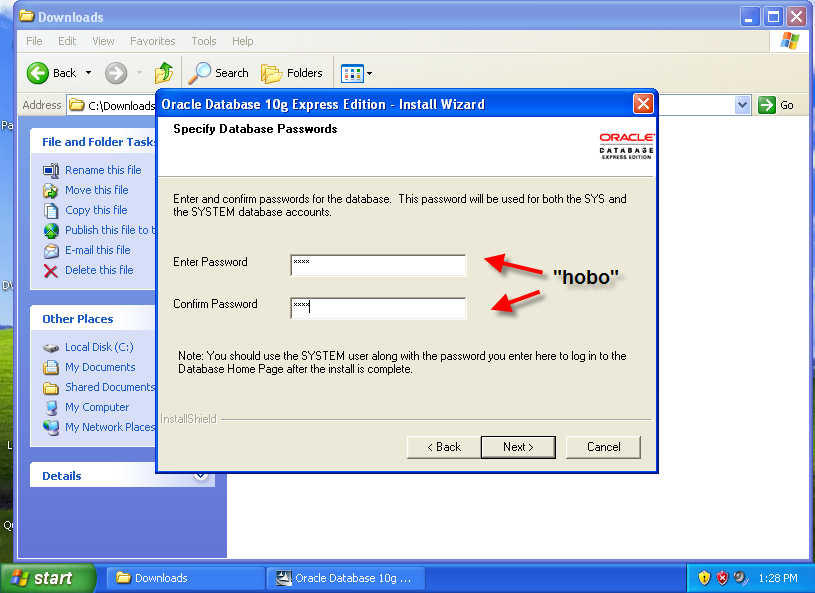 Downloads
File Edit View Favorites Tools Help
Back Search Folders
Address C:\Downloads Go
Oracle Database 10g Express Edition - Install Wizard
Specify Database Passwords
ORACLE
DATABASE
EXPRESS EDITION
Enter and confirm passwords for the database. This password will be used for both the SYS and
the SYSTEM database accounts.
Enter Password ****
Confirm Password ****
"hobo"
Note: You should use the SYSTEM user along with the password you enter here to log in to the
Database Home Page after the install is complete.
InstallShield
< Back Next > Cancel
File and Folder Tasks
Rename this file
Move this file
Copy this file
Publish this file to t
E-mail this file
Delete this file
Other Places
Local Disk (C:)
My Documents
Shared Documents
My Computer
My Network Places
Details
start Downloads Oracle Database 10g ... 1:28 PM